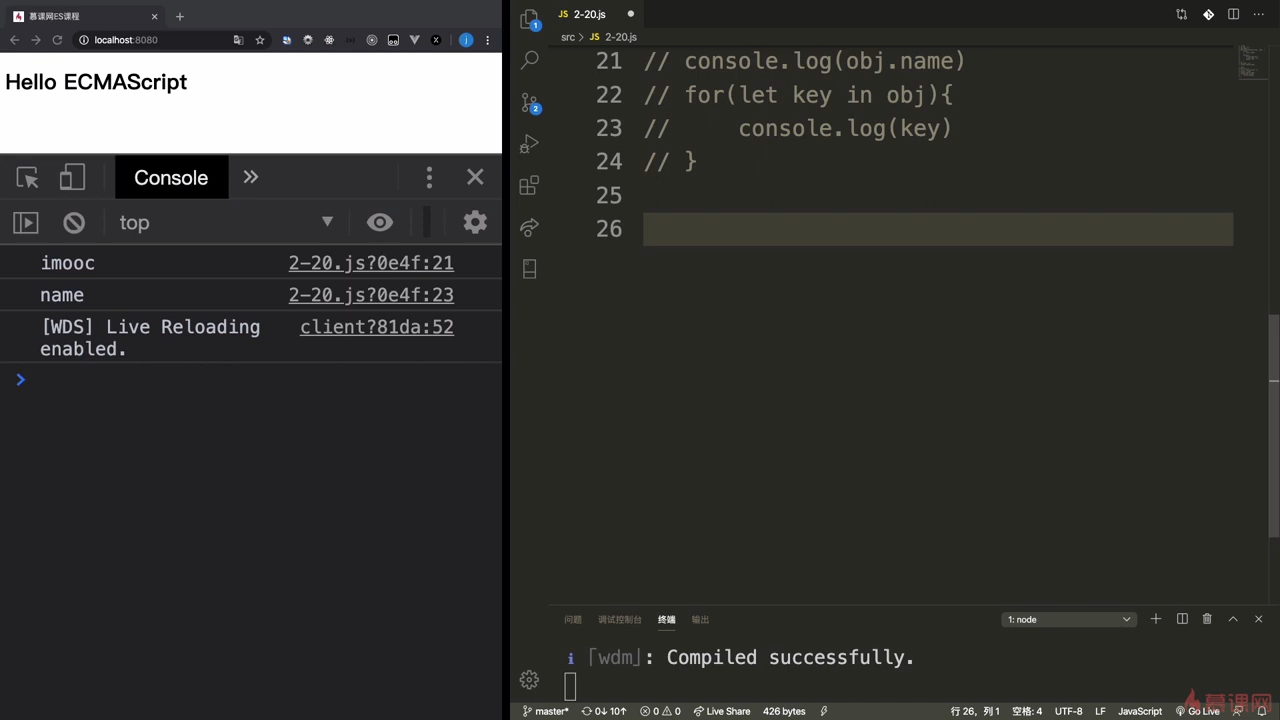 慕课网ES课程
localhost:8080
Hello ECMAScript
Console
top
imooc 2-20.js?0e4f:21
name 2-20.js?0e4f:23
[WDS] Live Reloading client?81da:52
enabled.
JS 2-20.js
src > JS 2-20.js
21 // console.log(obj.name)
22 // for(let key in obj){
23 //     console.log(key)
24 // }
25
26
问题 调试控制台 终端 输出 1: node
i ｢wdm｣: Compiled successfully.
master* 0↓ 10↑ 0 0 Live Share 426 bytes 行 26, 列 1 空格: 4 UTF-8 LF JavaScript Go Live
慕课网